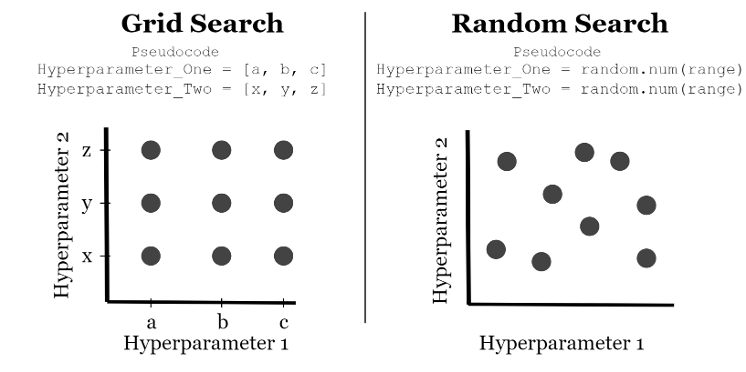 Grid Search
Pseudocode
Hyperparameter_One = [a, b, c]
Hyperparameter_Two = [x, y, z]
Hyperparameter 2
z
y
x
a b c
Hyperparameter 1
Random Search
Pseudocode
Hyperparameter_One = random.num(range)
Hyperparameter_Two = random.num(range)
Hyperparameter 2
Hyperparameter 1